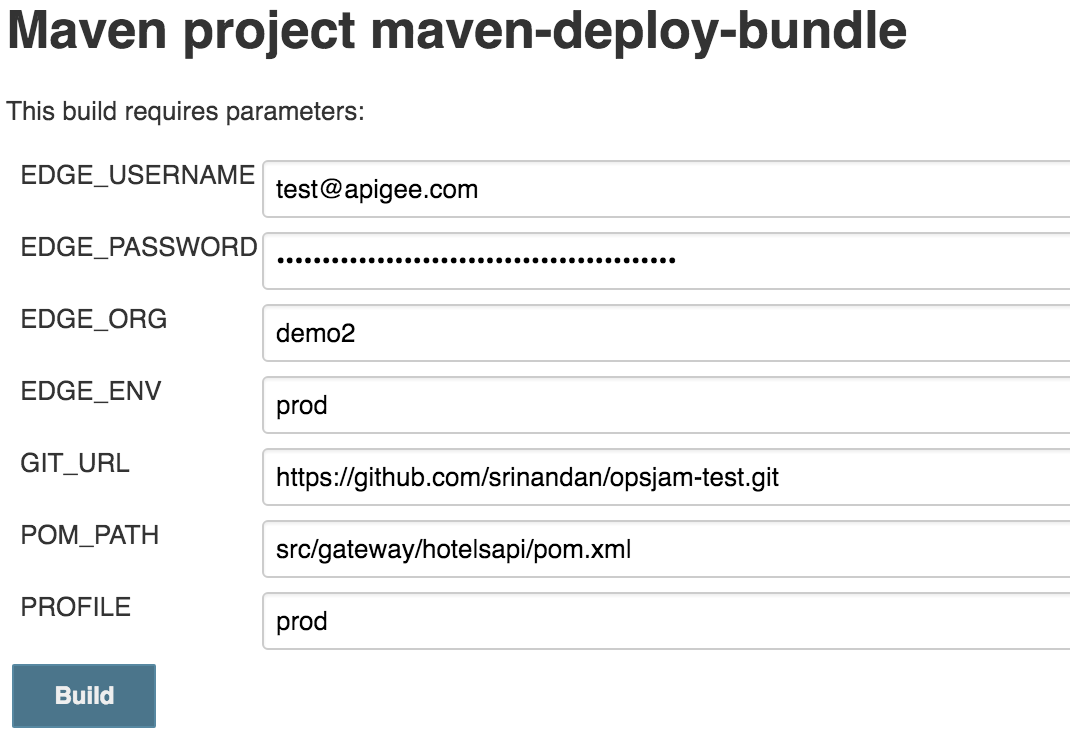 Maven project maven-deploy-bundle
This build requires parameters:
EDGE_USERNAME test@apigee.com
EDGE_PASSWORD ••••••••••••••••••••••••••••••••••••••••••••
EDGE_ORG demo2
EDGE_ENV prod
GIT_URL https://github.com/srinandan/opsjam-test.git
POM_PATH src/gateway/hotelsapi/pom.xml
PROFILE prod
Build